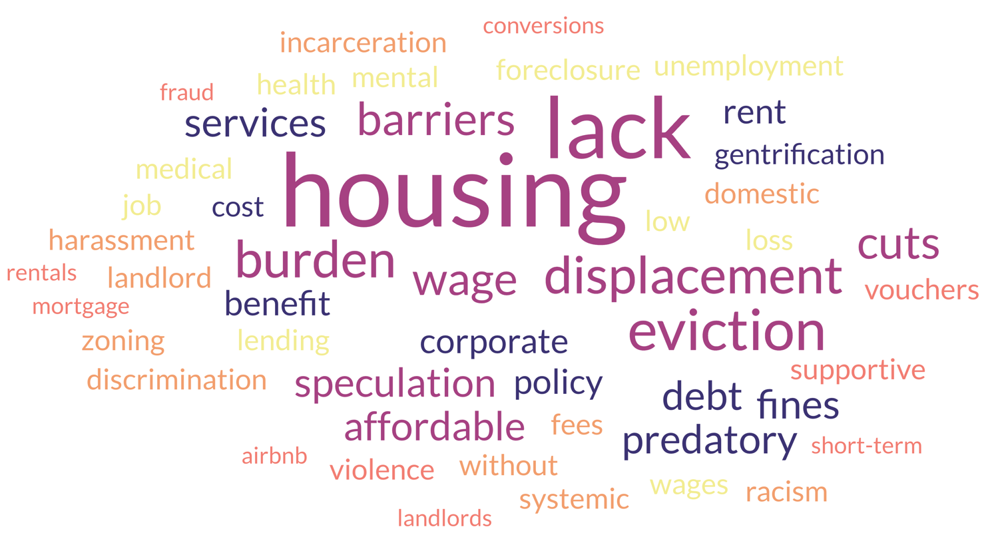 conversions
incarceration
foreclosure
unemployment
health
mental
fraud
services
barriers
lack
rent
gentrification
medical
housing
domestic
job
cost
low
loss
harassment
cuts
burden
displacement
rentals
landlord
wage
vouchers
benefit
mortgage
eviction
zoning
lending
corporate
supportive
discrimination
speculation
policy
debt
fines
affordable
fees
predatory
short-term
airbnb
violence
without
wages
racism
systemic
landlords